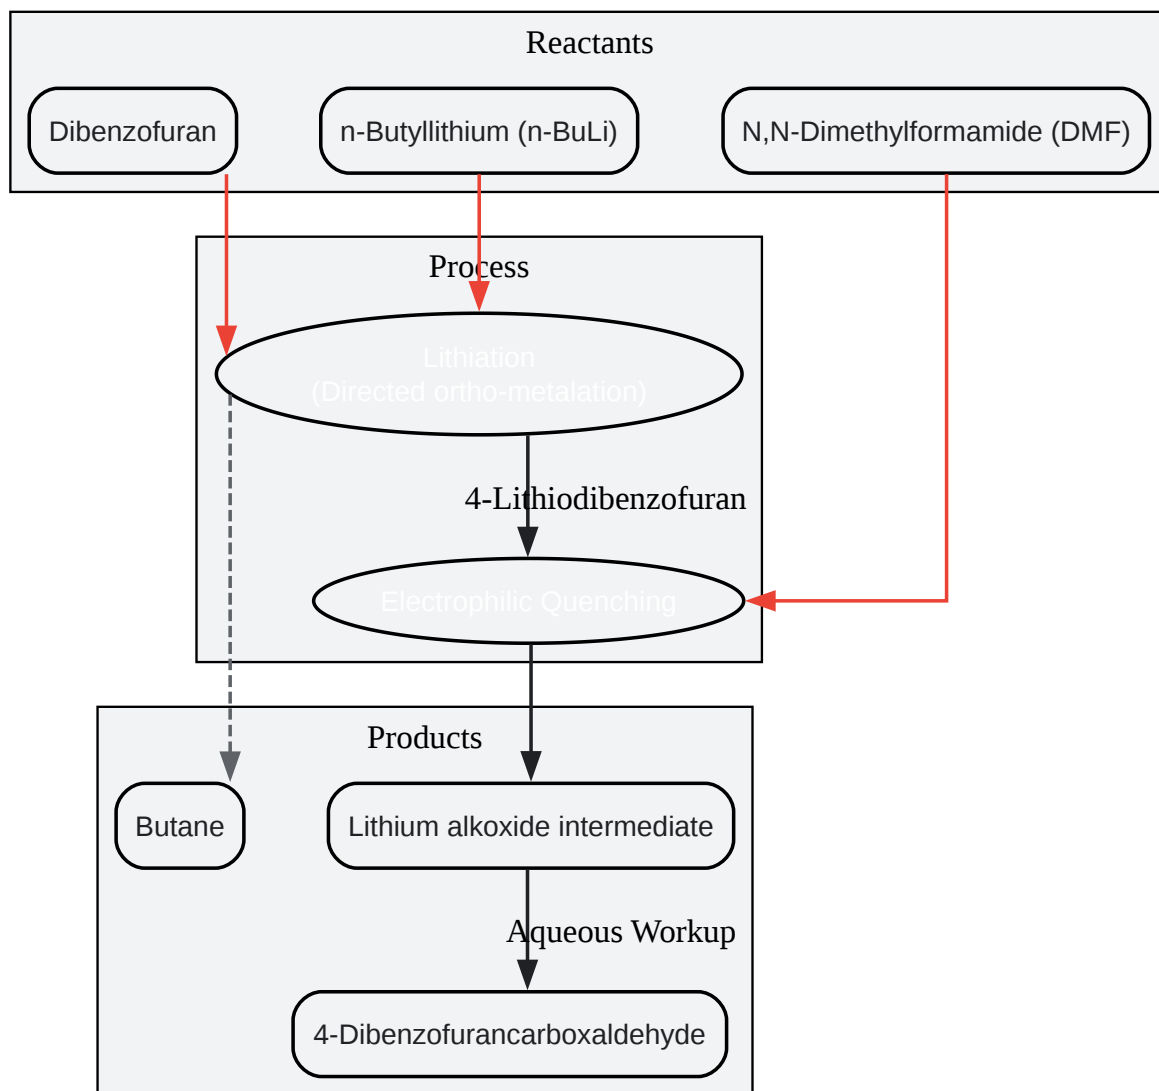 Reactants
Dibenzofuran
n-Butyllithium (n-BuLi)
N,N-Dimethylformamide (DMF)
Process
Lithiation
(Directed ortho-metalation)
4-Lithiodibenzofuran
Electrophilic Quenching
Products
Butane
Lithium alkoxide intermediate
Aqueous Workup
4-Dibenzofurancarboxaldehyde